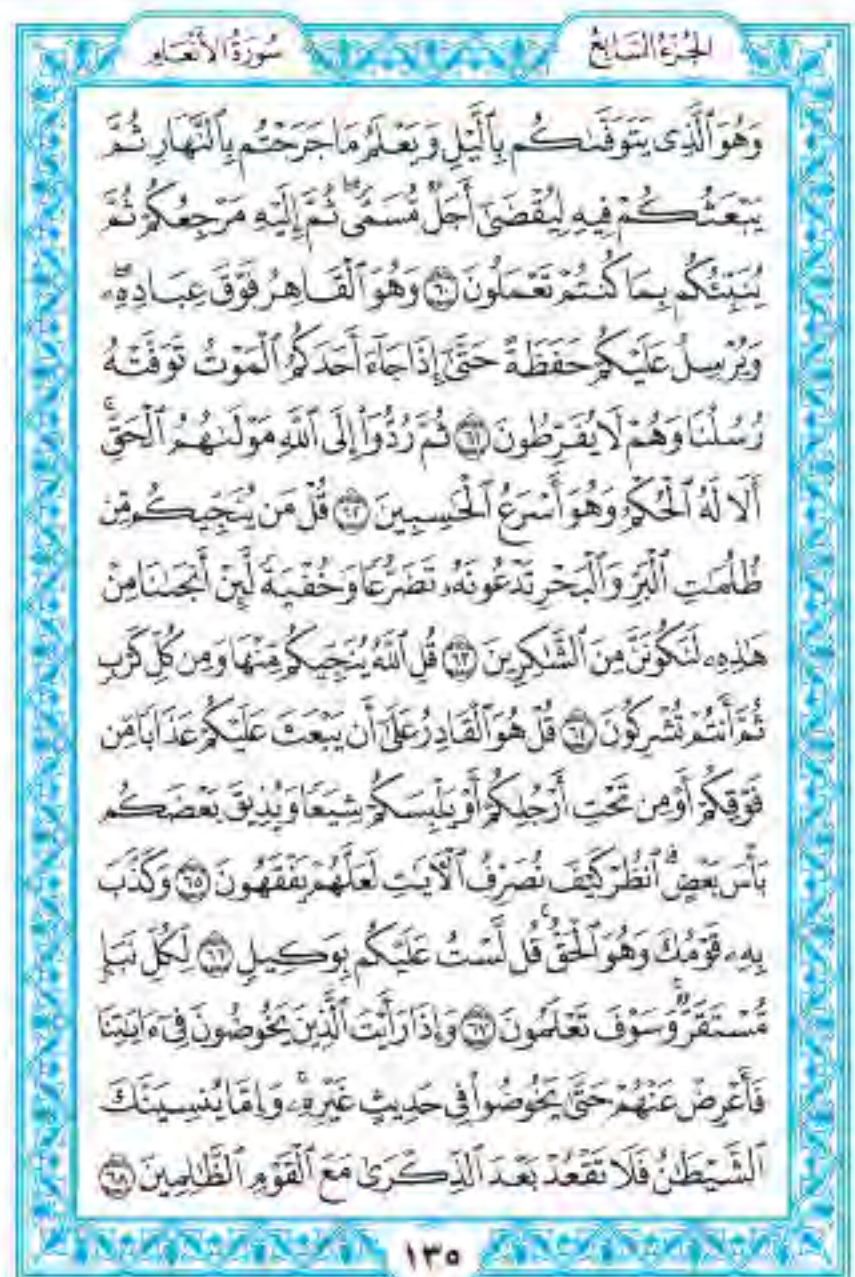 الجزء السابع
سورة الأنعام
وَهُوَ ٱلَّذِى يَتَوَفَّىٰكُم بِٱلَّيْلِ وَيَعْلَمُ مَا جَرَحْتُم بِٱلنَّهَارِ ثُمَّ
يَبْعَثُكُمْ فِيهِ لِيُقْضَىٰٓ أَجَلٌ مُّسَمًّى ۖ ثُمَّ إِلَيْهِ مَرْجِعُكُمْ ثُمَّ
يُنَبِّئُكُم بِمَا كُنتُمْ تَعْمَلُونَ ٦٠ وَهُوَ ٱلْقَاهِرُ فَوْقَ عِبَادِهِۦ ۖ
وَيُرْسِلُ عَلَيْكُمْ حَفَظَةً حَتَّىٰٓ إِذَا جَآءَ أَحَدَكُمُ ٱلْمَوْتُ تَوَفَّتْهُ
رُسُلُنَا وَهُمْ لَا يُفَرِّطُونَ ٦١ ثُمَّ رُدُّوٓا۟ إِلَى ٱللَّهِ مَوْلَىٰهُمُ ٱلْحَقِّ ۚ
أَلَا لَهُ ٱلْحُكْمُ وَهُوَ أَسْرَعُ ٱلْحَـٰسِبِينَ ٦٢ قُلْ مَن يُنَجِّيكُم مِّن
ظُلُمَـٰتِ ٱلْبَرِّ وَٱلْبَحْرِ تَدْعُونَهُۥ تَضَرُّعًا وَخُفْيَةً لَّئِنْ أَنجَىٰنَا مِنْ
هَـٰذِهِۦ لَنَكُونَنَّ مِنَ ٱلشَّـٰكِرِينَ ٦٣ قُلِ ٱللَّهُ يُنَجِّيكُم مِّنْهَا وَمِن كُلِّ كَرْبٍ
ثُمَّ أَنتُمْ تُشْرِكُونَ ٦٤ قُلْ هُوَ ٱلْقَادِرُ عَلَىٰٓ أَن يَبْعَثَ عَلَيْكُمْ عَذَابًا مِّن
فَوْقِكُمْ أَوْ مِن تَحْتِ أَرْجُلِكُمْ أَوْ يَلْبِسَكُمْ شِيَعًا وَيُذِيقَ بَعْضَكُم
بَأْسَ بَعْضٍ ۗ ٱنظُرْ كَيْفَ نُصَرِّفُ ٱلْـَٔايَـٰتِ لَعَلَّهُمْ يَفْقَهُونَ ٦٥ وَكَذَّبَ
بِهِۦ قَوْمُكَ وَهُوَ ٱلْحَقُّ ۚ قُل لَّسْتُ عَلَيْكُم بِوَكِيلٍ ٦٦ لِّكُلِّ نَبَإٍ
مُّسْتَقَرٌّ ۚ وَسَوْفَ تَعْلَمُونَ ٦٧ وَإِذَا رَأَيْتَ ٱلَّذِينَ يَخُوضُونَ فِىٓ ءَايَـٰتِنَا
فَأَعْرِضْ عَنْهُمْ حَتَّىٰ يَخُوضُوا۟ فِى حَدِيثٍ غَيْرِهِۦ ۚ وَإِمَّا يُنسِيَنَّكَ
ٱلشَّيْطَـٰنُ فَلَا تَقْعُدْ بَعْدَ ٱلذِّكْرَىٰ مَعَ ٱلْقَوْمِ ٱلظَّـٰلِمِينَ ٦٨
١٣٥